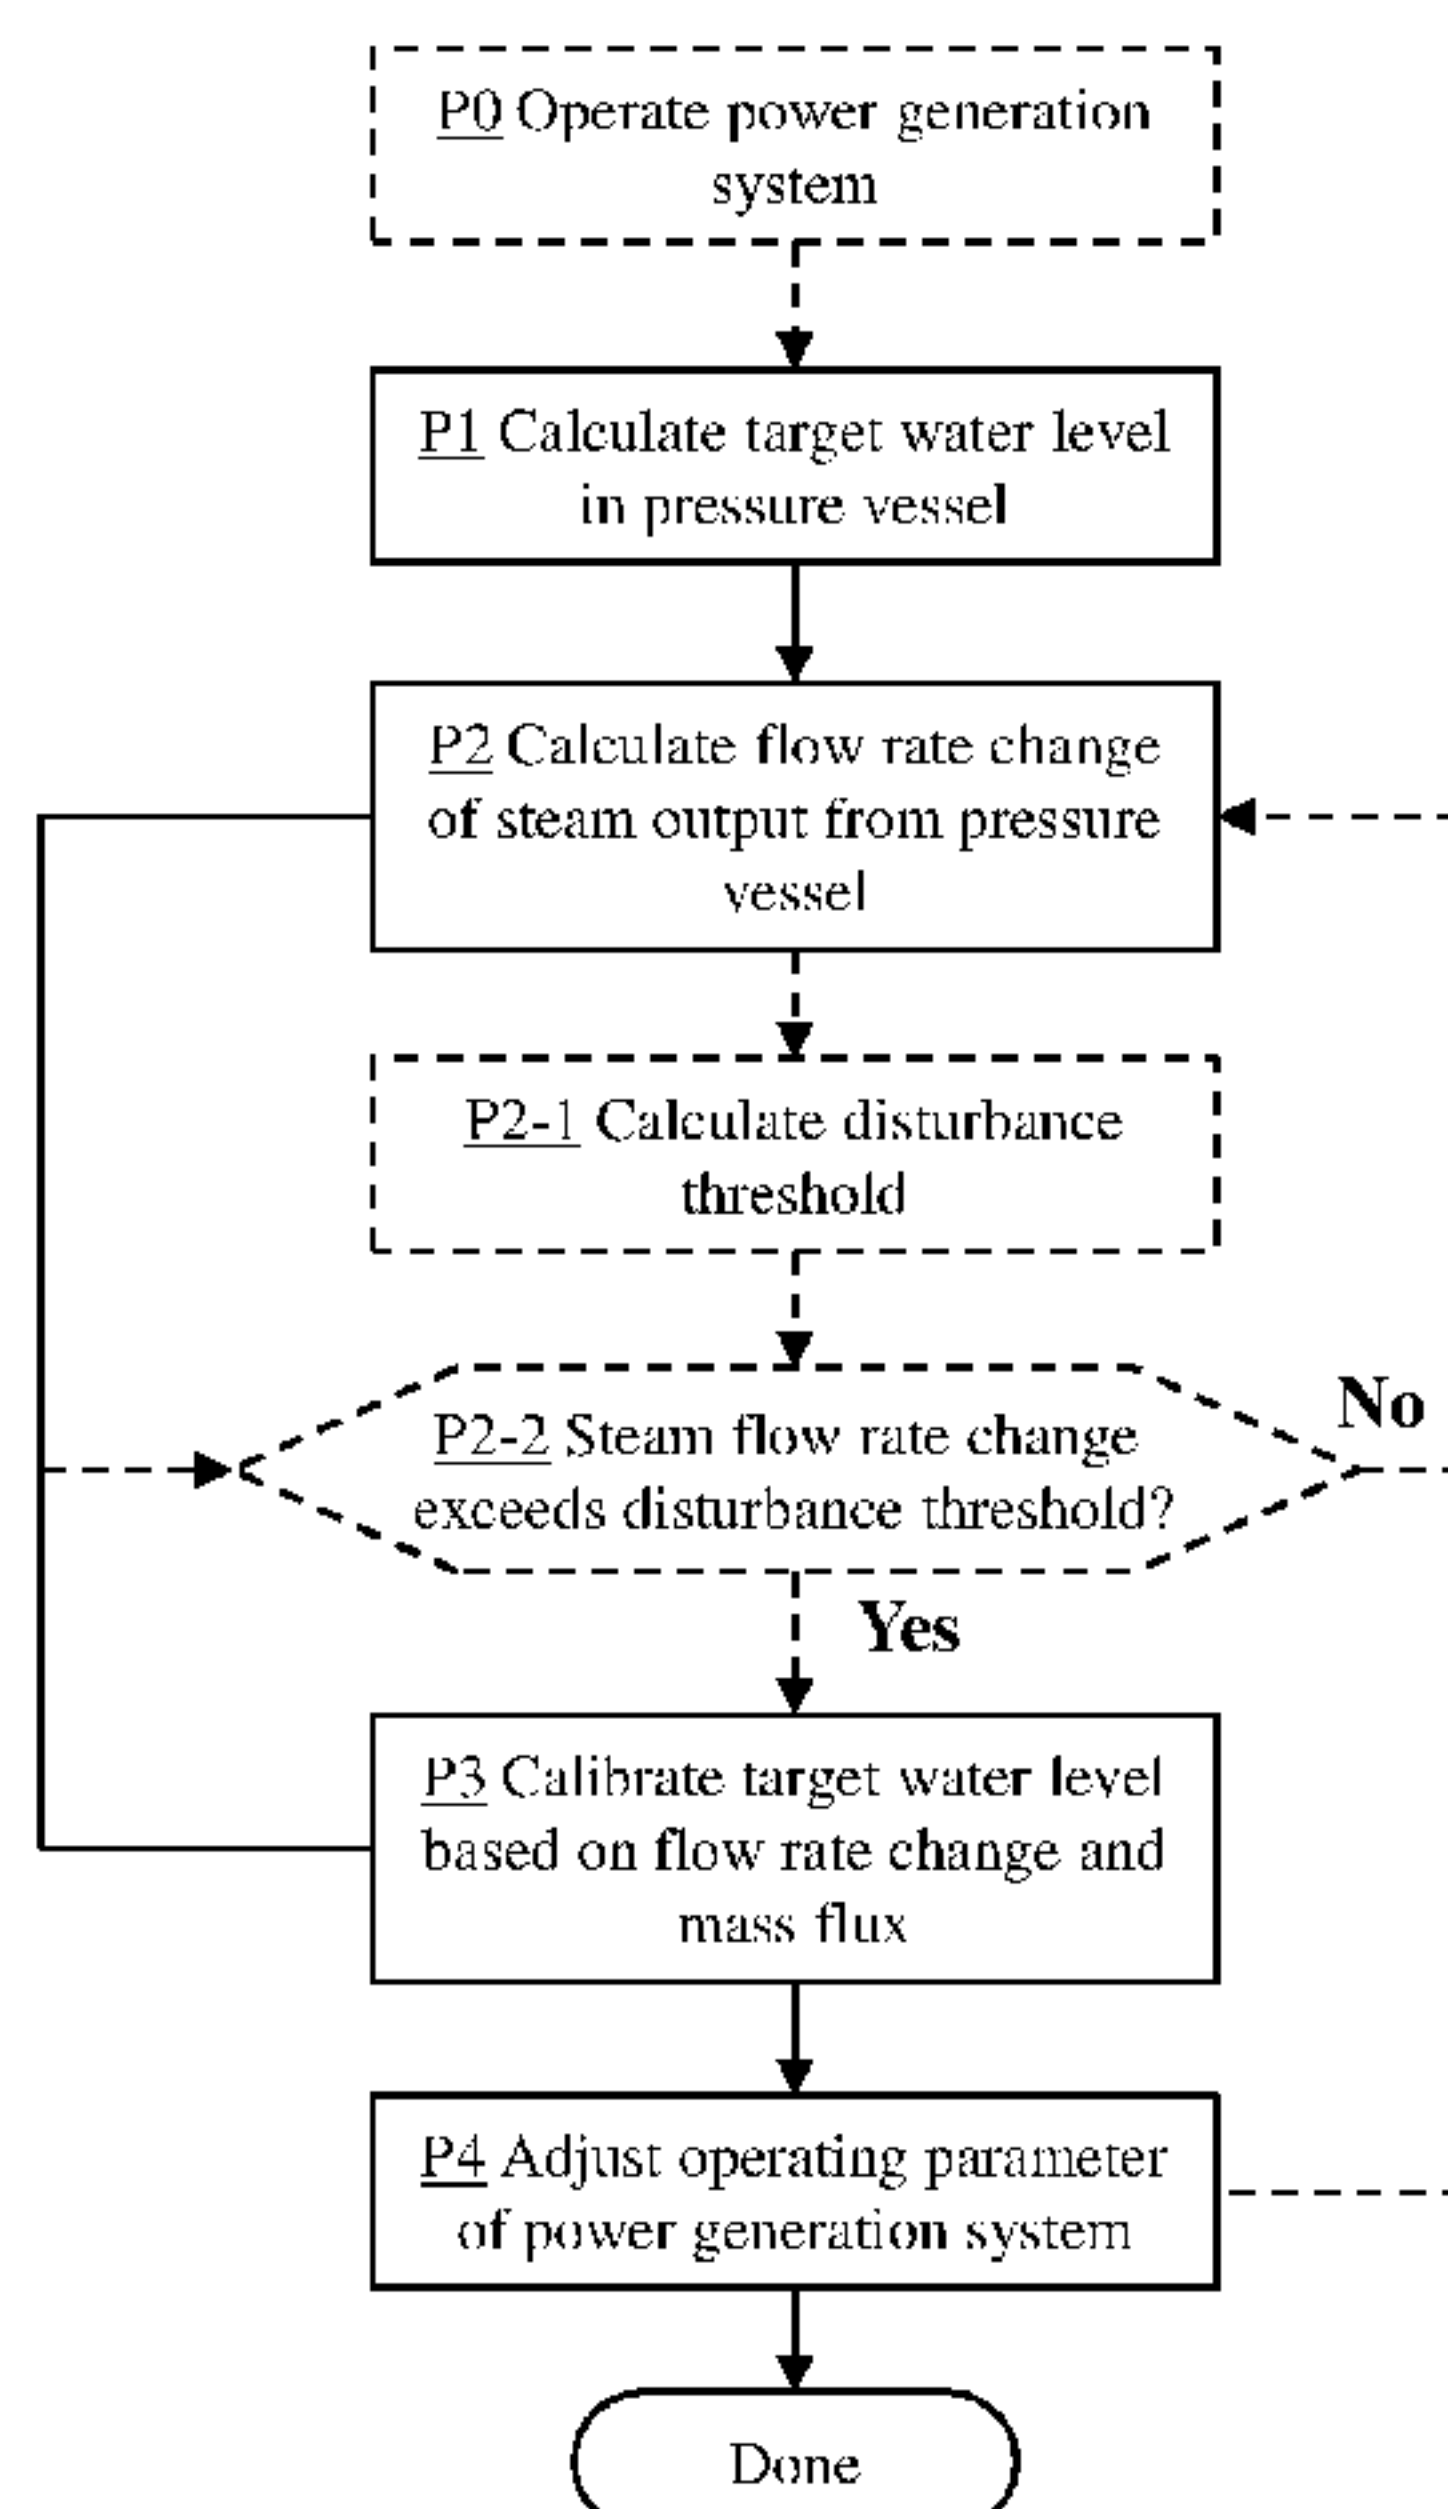 P0 Operate power generation
system
P1 Calculate target water level
in pressure vessel
P2 Calculate flow rate change
of steam output from pressure
vessel
P2-1 Calculate disturbance
threshold
No
P2-2 Steam flow rate change
exceeds disturbance threshold?
Yes
P3 Calibrate target water level
based on flow rate change and
mass flux
P4 Adjust operating parameter
of power generation system
Done